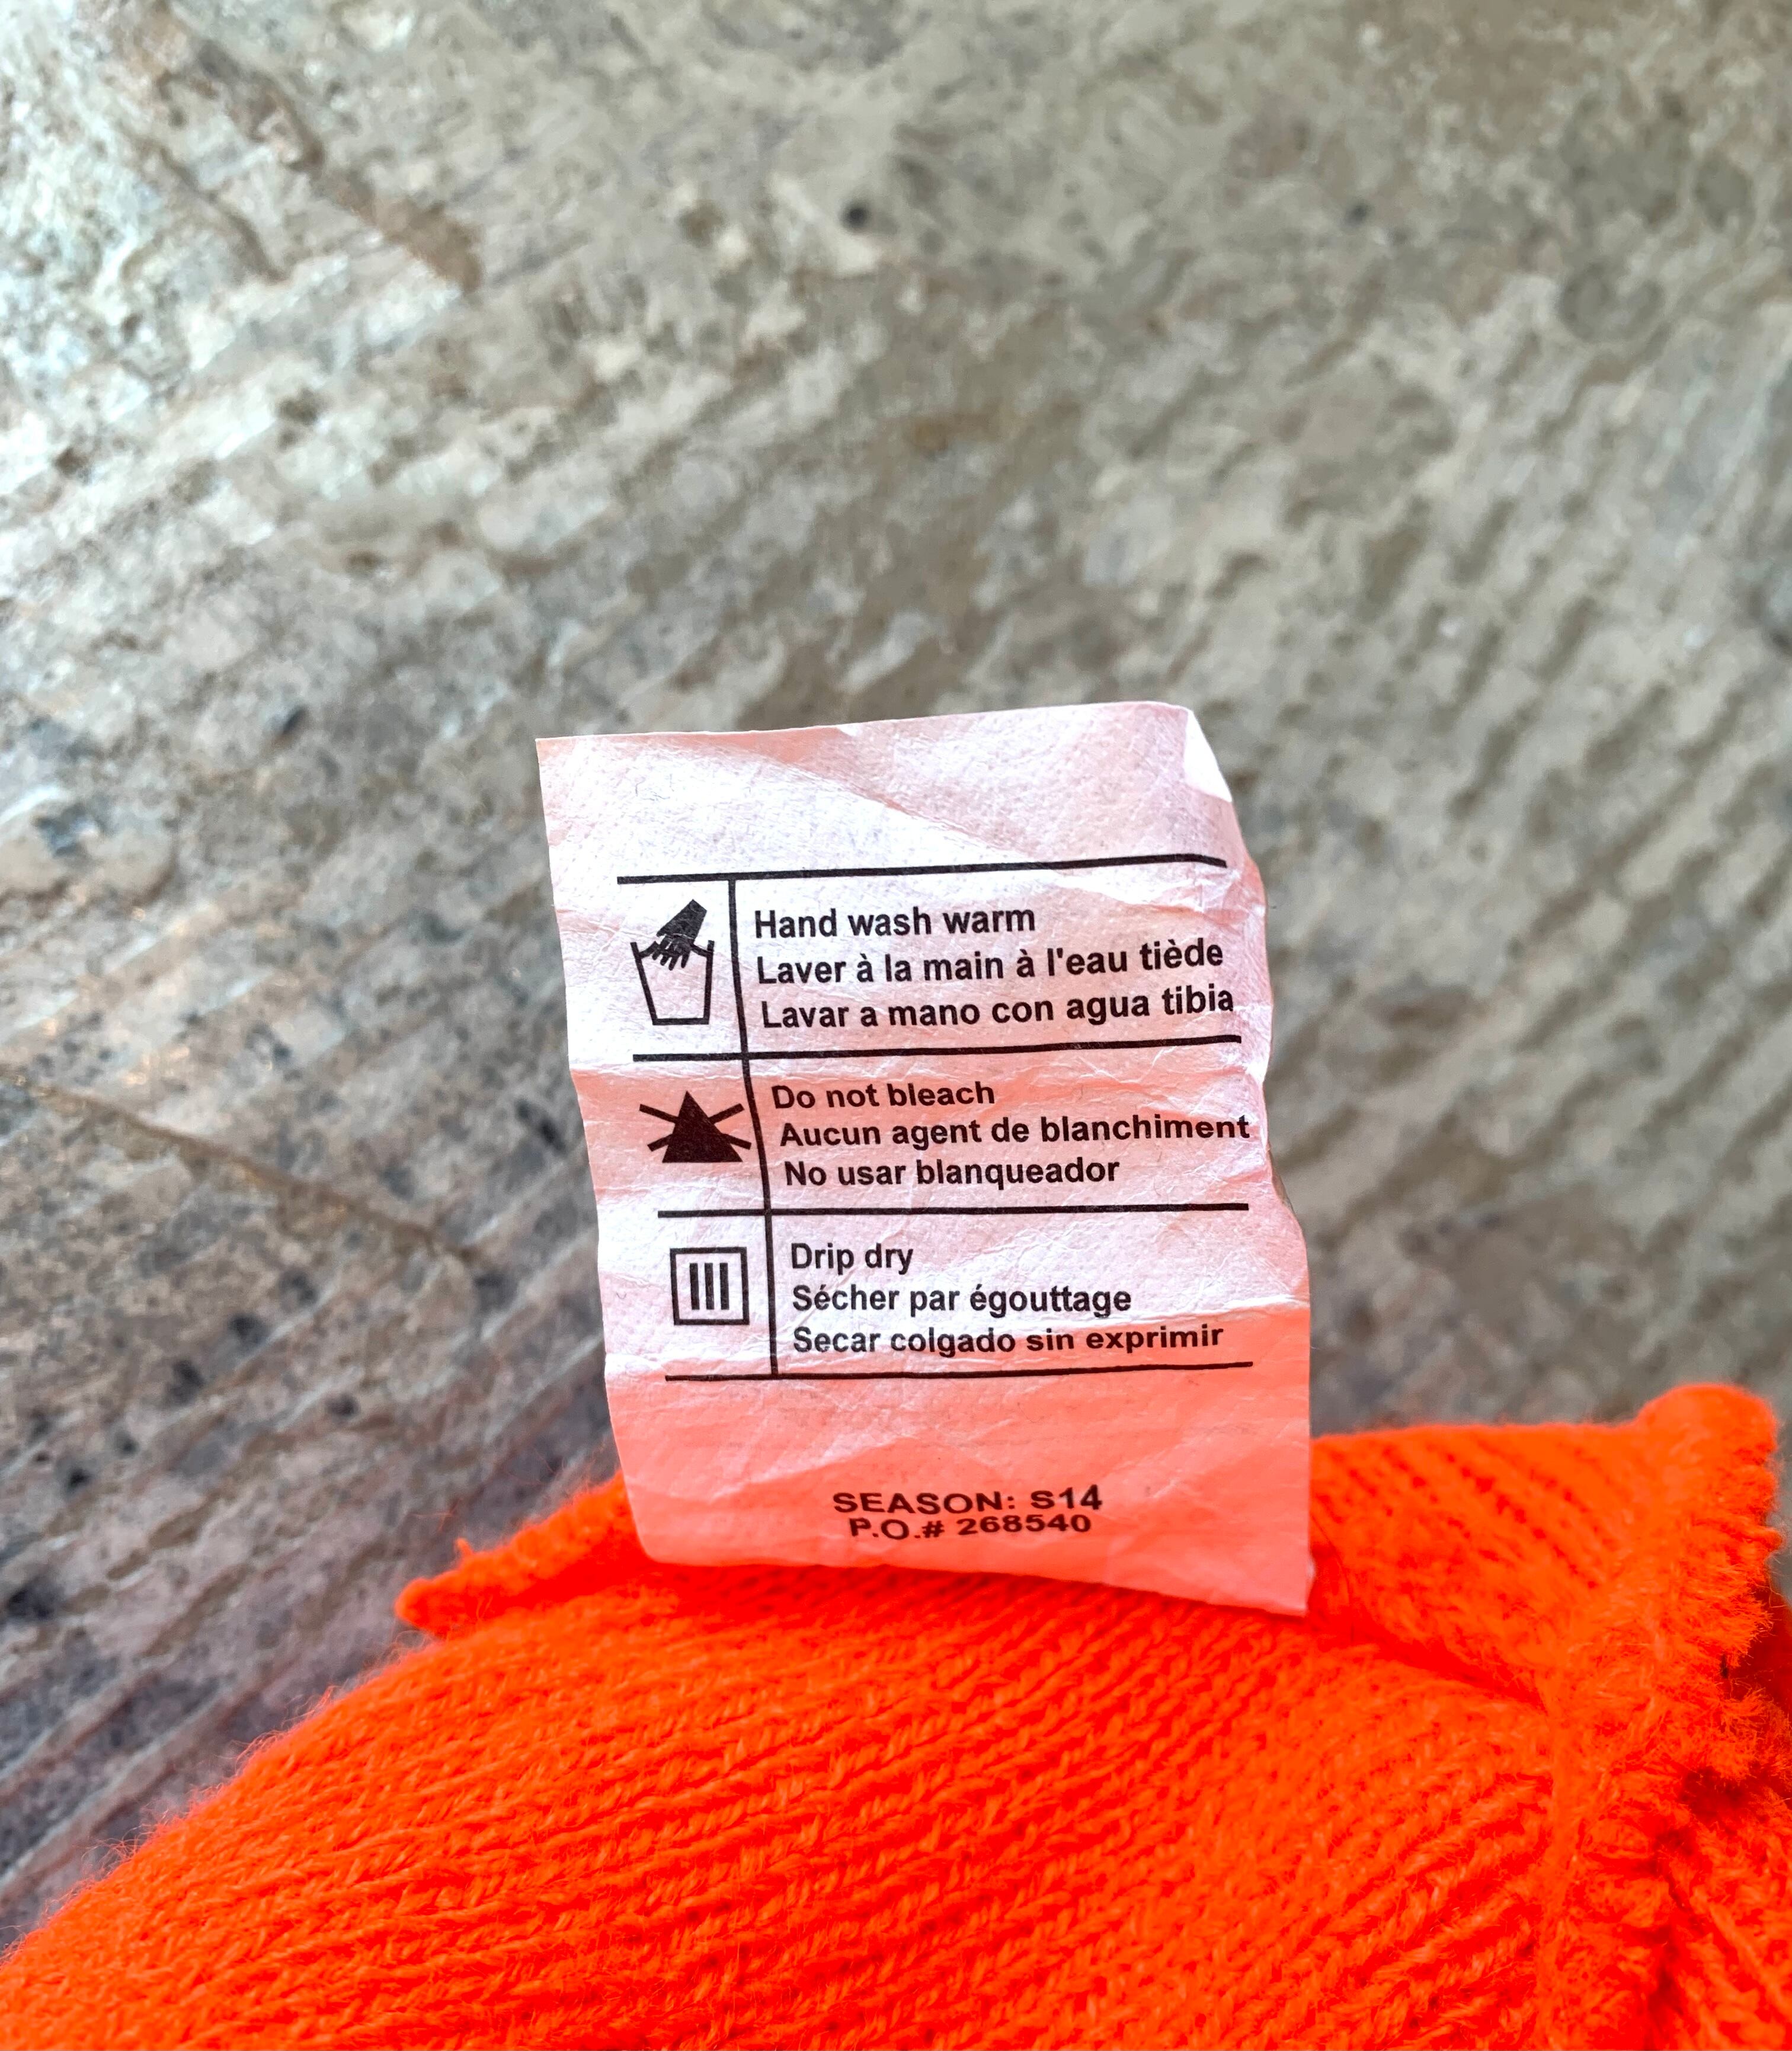 Hand wash warm
Laver à la main à l'eau tiède
Lavar a mano con agua tibia
Do not bleach
Aucun agent de blanchiment
No usar blanqueador
Drip dry
Sécher par égouttage
Secar colgado sin exprimir
SEASON: S14
P.O.# 268540